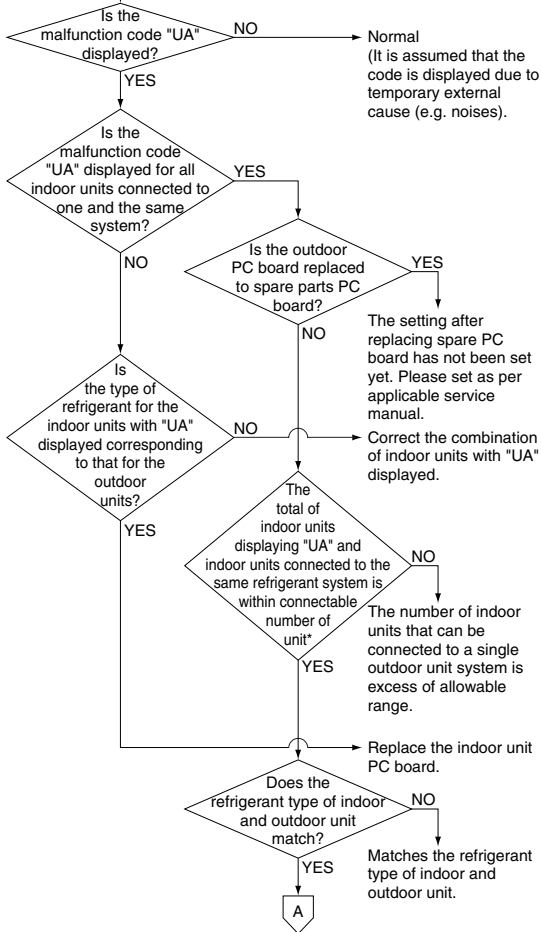 Is the
malfunction code "UA"
displayed?
NO
Normal
(It is assumed that the
code is displayed due to
temporary external
cause (e.g. noises).
YES
Is the
malfunction code
"UA" displayed for all
indoor units connected to
one and the same
system?
YES
NO
Is the outdoor
PC board replaced
to spare parts PC
board?
YES
The setting after
replacing spare PC
board has not been set
yet. Please set as per
applicable service
manual.
NO
Is
the type of
refrigerant for the
indoor units with "UA"
displayed corresponding
to that for the
outdoor
units?
NO
Correct the combination
of indoor units with "UA"
displayed.
YES
The
total of
indoor units
displaying "UA" and
indoor units connected to the
same refrigerant system is
within connectable
number of
unit*
NO
The number of indoor
units that can be
connected to a single
outdoor unit system is
excess of allowable
range.
YES
Replace the indoor unit
PC board.
Does the
refrigerant type of indoor
and outdoor unit
match?
NO
Matches the refrigerant
type of indoor and
outdoor unit.
YES
A